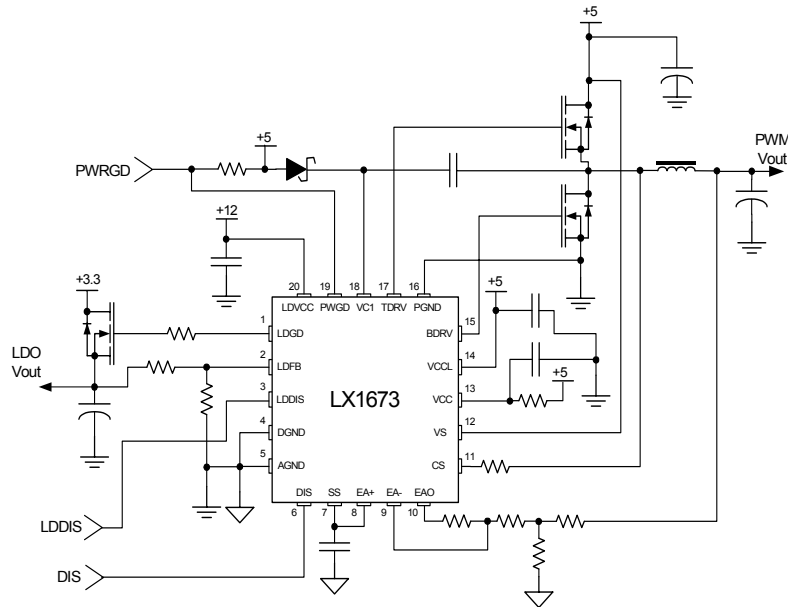 +5
PWM
Vout
+5
PWRGD
+12
20 19 18 17 16
LDVCC PWGD VC1 TDRV PGND
+3.3
+5
1 LDGD
BDRV 15
LDO
Vout
2 LDFB
VCCL 14
+5
3 LDDIS
LX1673
VCC 13
4 DGND
VS 12
5 AGND
CS 11
DIS SS EA+ EA- EAO
6 7 8 9 10
LDDIS
DIS